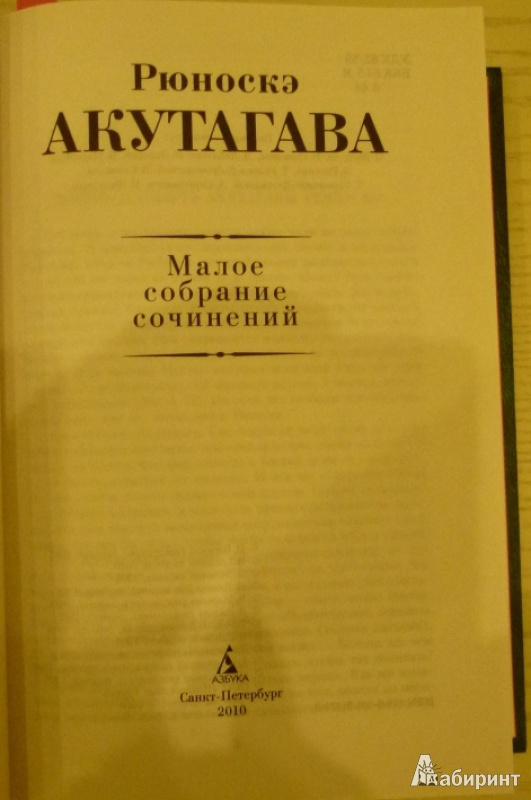 Рюноскэ
АКУТАГАВА
Малое
собрание
сочинений
АЗБУКА
Санкт-Петербург
2010
Лабиринт